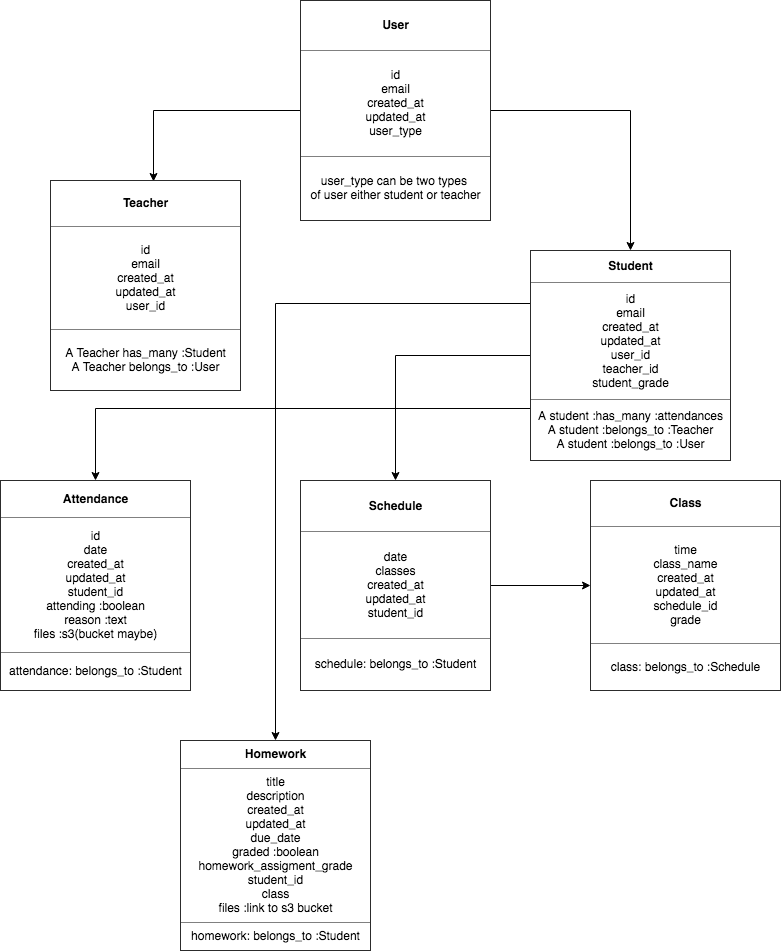 User
id
email
created_at
updated_at
user_type
user_type can be two types
of user either student or teacher
Teacher
id
email
created_at
updated_at
user_id
A Teacher has_many :Student
A Teacher belongs_to :User
Student
id
email
created_at
updated_at
user_id
teacher_id
student_grade
A student :has_many :attendances
A student :belongs_to :Teacher
A student :belongs_to :User
Attendance
id
date
created_at
updated_at
student_id
attending :boolean
reason :text
files :s3(bucket maybe)
attendance: belongs_to :Student
Schedule
date
classes
created_at
updated_at
student_id
schedule: belongs_to :Student
Class
time
class_name
created_at
updated_at
schedule_id
grade
class: belongs_to :Schedule
Homework
title
description
created_at
updated_at
due_date
graded :boolean
homework_assigment_grade
student_id
class
files :link to s3 bucket
homework: belongs_to :Student